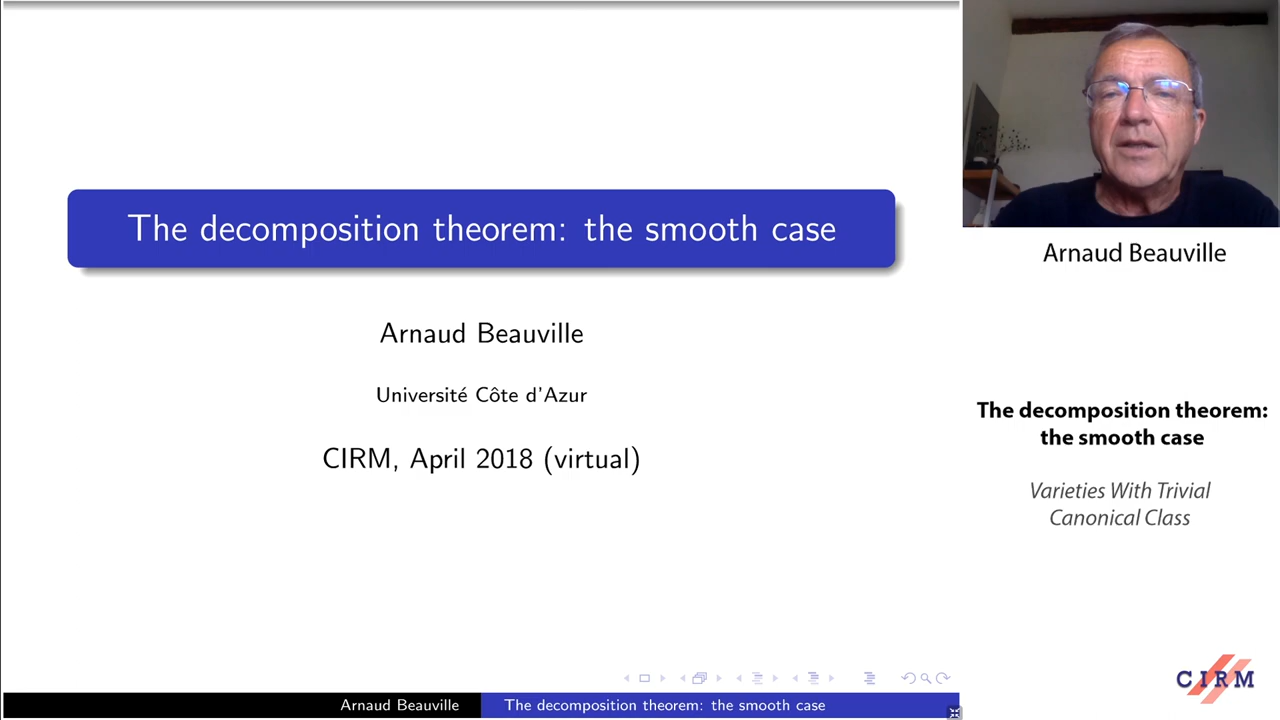 The decomposition theorem: the smooth case
Arnaud Beauville
Université Côte d'Azur
CIRM, April 2018 (virtual)
Arnaud Beauville
The decomposition theorem: the smooth case
Arnaud Beauville
The decomposition theorem:
the smooth case
Varieties With Trivial
Canonical Class
CIRM